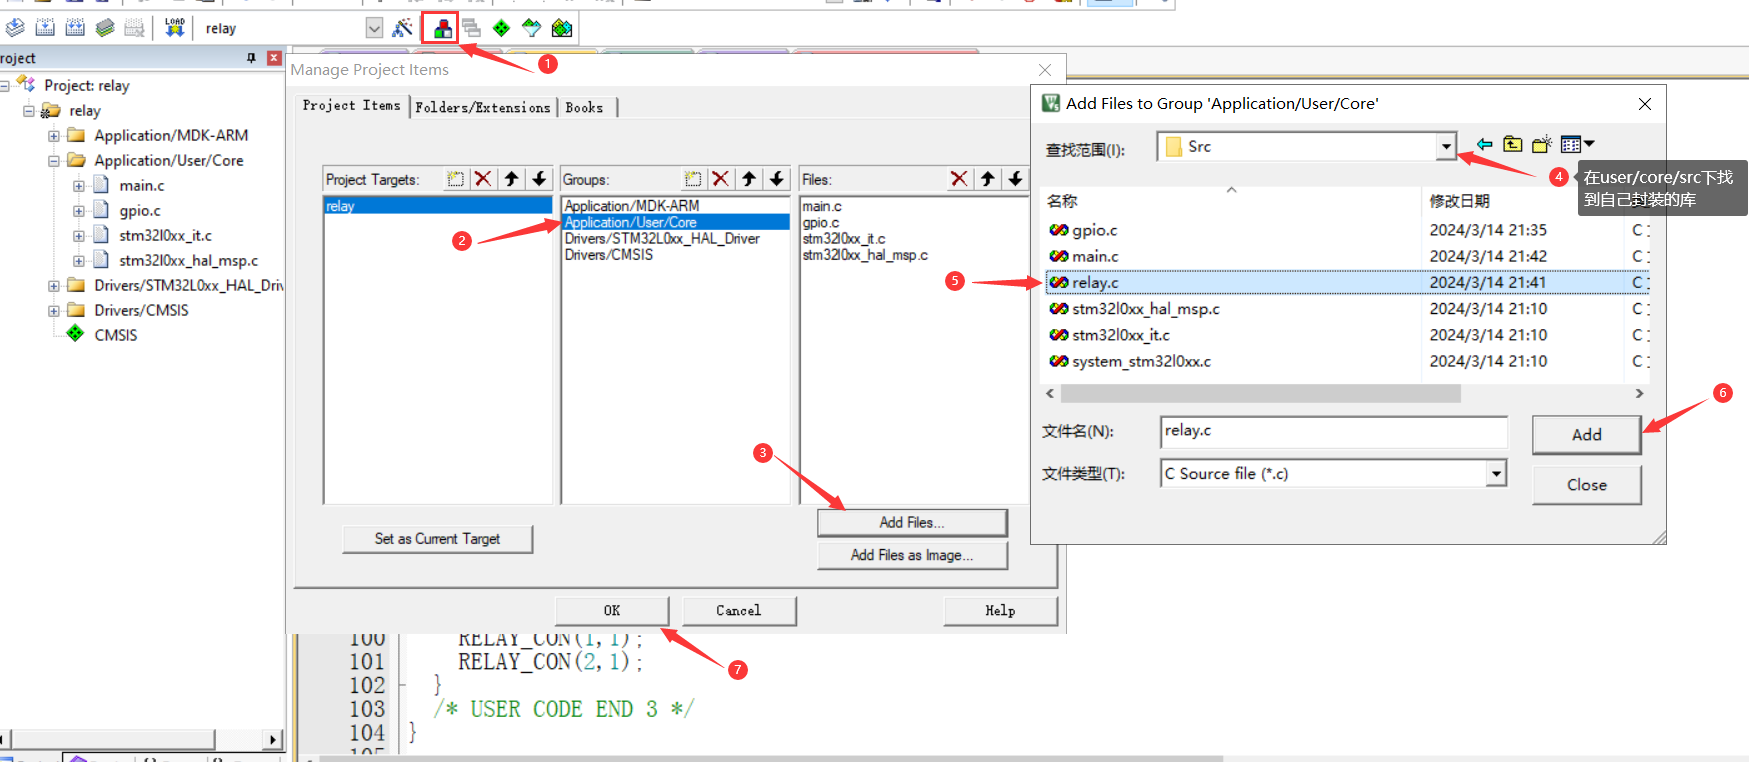 LOAD
relay
1
roject
Project: relay
relay
Application/MDK-ARM
Application/User/Core
main.c
gpio.c
stm32l0xx_it.c
stm32l0xx_hal_msp.c
Drivers/STM32L0xx_HAL_Driv
Drivers/CMSIS
CMSIS
Manage Project Items
Project Items
Folders/Extensions
Books
Project Targets:
relay
Groups:
Application/MDK-ARM
Application/User/Core
Drivers/STM32L0xx_HAL_Driver
Drivers/CMSIS
2
Files:
main.c
gpio.c
stm32l0xx_it.c
stm32l0xx_hal_msp.c
3
Add Files...
Add Files as Image...
Set as Current Target
OK
Cancel
Help
7
Add Files to Group 'Application/User/Core'
查找范围(I):
Src
4
在user/core/src下找
到自己封装的库
名称
修改日期
gpio.c 2024/3/14 21:35 C
main.c 2024/3/14 21:42 C
5
relay.c 2024/3/14 21:41 C
stm32l0xx_hal_msp.c 2024/3/14 21:10 C
stm32l0xx_it.c 2024/3/14 21:10 C
system_stm32l0xx.c 2024/3/14 21:10 C
6
文件名(N):
relay.c
Add
文件类型(T):
C Source file (*.c)
Close
100 RELAY_CON(1,1);
101 RELAY_CON(2,1);
102 }
103 /* USER CODE END 3 */
104 }
105